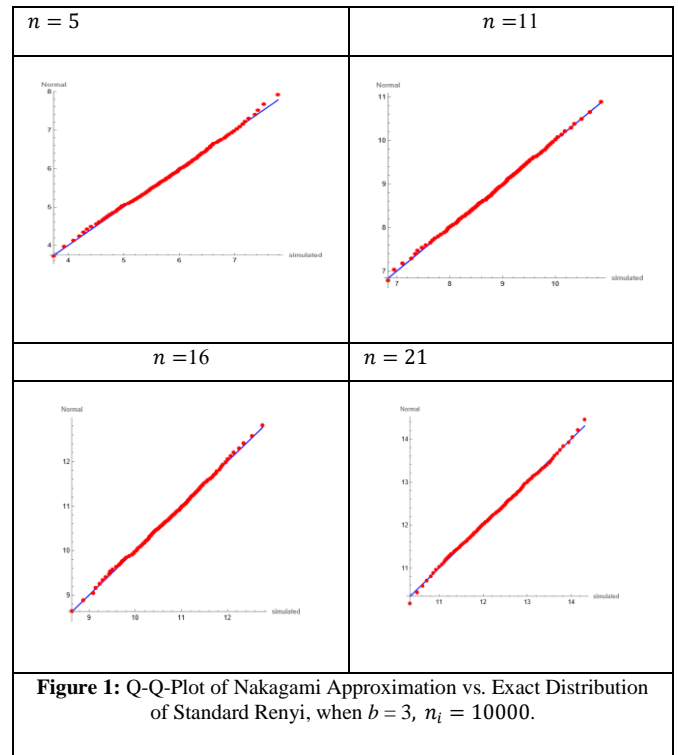 n = 5
n =11
Normal
8
7
6
5
4
4
5
6
7
simulated
Normal
11
10
9
8
7
7
8
9
10
simulated
n =16
n = 21
Normal
12
11
10
9
9
10
11
12
simulated
Normal
14
13
12
11
11
12
13
14
simulated
Figure 1: Q-Q-Plot of Nakagami Approximation vs. Exact Distribution
of Standard Renyi, when b = 3, nᵢ = 10000.